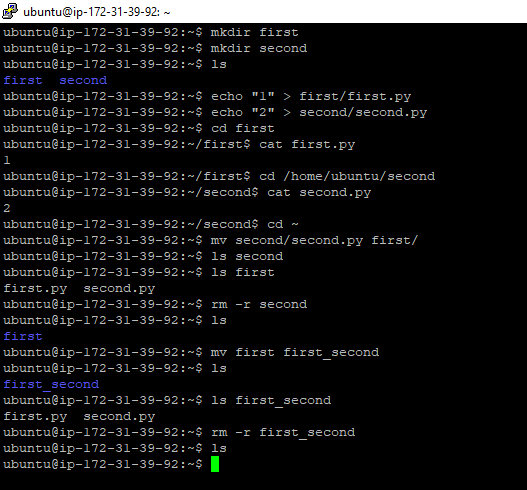 ubuntu@ip-172-31-39-92: ~
ubuntu@ip-172-31-39-92:~$ mkdir first
ubuntu@ip-172-31-39-92:~$ mkdir second
ubuntu@ip-172-31-39-92:~$ ls
first  second
ubuntu@ip-172-31-39-92:~$ echo "1" > first/first.py
ubuntu@ip-172-31-39-92:~$ echo "2" > second/second.py
ubuntu@ip-172-31-39-92:~$ cd first
ubuntu@ip-172-31-39-92:~/first$ cat first.py
1
ubuntu@ip-172-31-39-92:~/first$ cd /home/ubuntu/second
ubuntu@ip-172-31-39-92:~/second$ cat second.py
2
ubuntu@ip-172-31-39-92:~/second$ cd ~
ubuntu@ip-172-31-39-92:~$ mv second/second.py first/
ubuntu@ip-172-31-39-92:~$ ls second
ubuntu@ip-172-31-39-92:~$ ls first
first.py  second.py
ubuntu@ip-172-31-39-92:~$ rm -r second
ubuntu@ip-172-31-39-92:~$ ls
first
ubuntu@ip-172-31-39-92:~$ mv first first_second
ubuntu@ip-172-31-39-92:~$ ls
first_second
ubuntu@ip-172-31-39-92:~$ ls first_second
first.py  second.py
ubuntu@ip-172-31-39-92:~$ rm -r first_second
ubuntu@ip-172-31-39-92:~$ ls
ubuntu@ip-172-31-39-92:~$